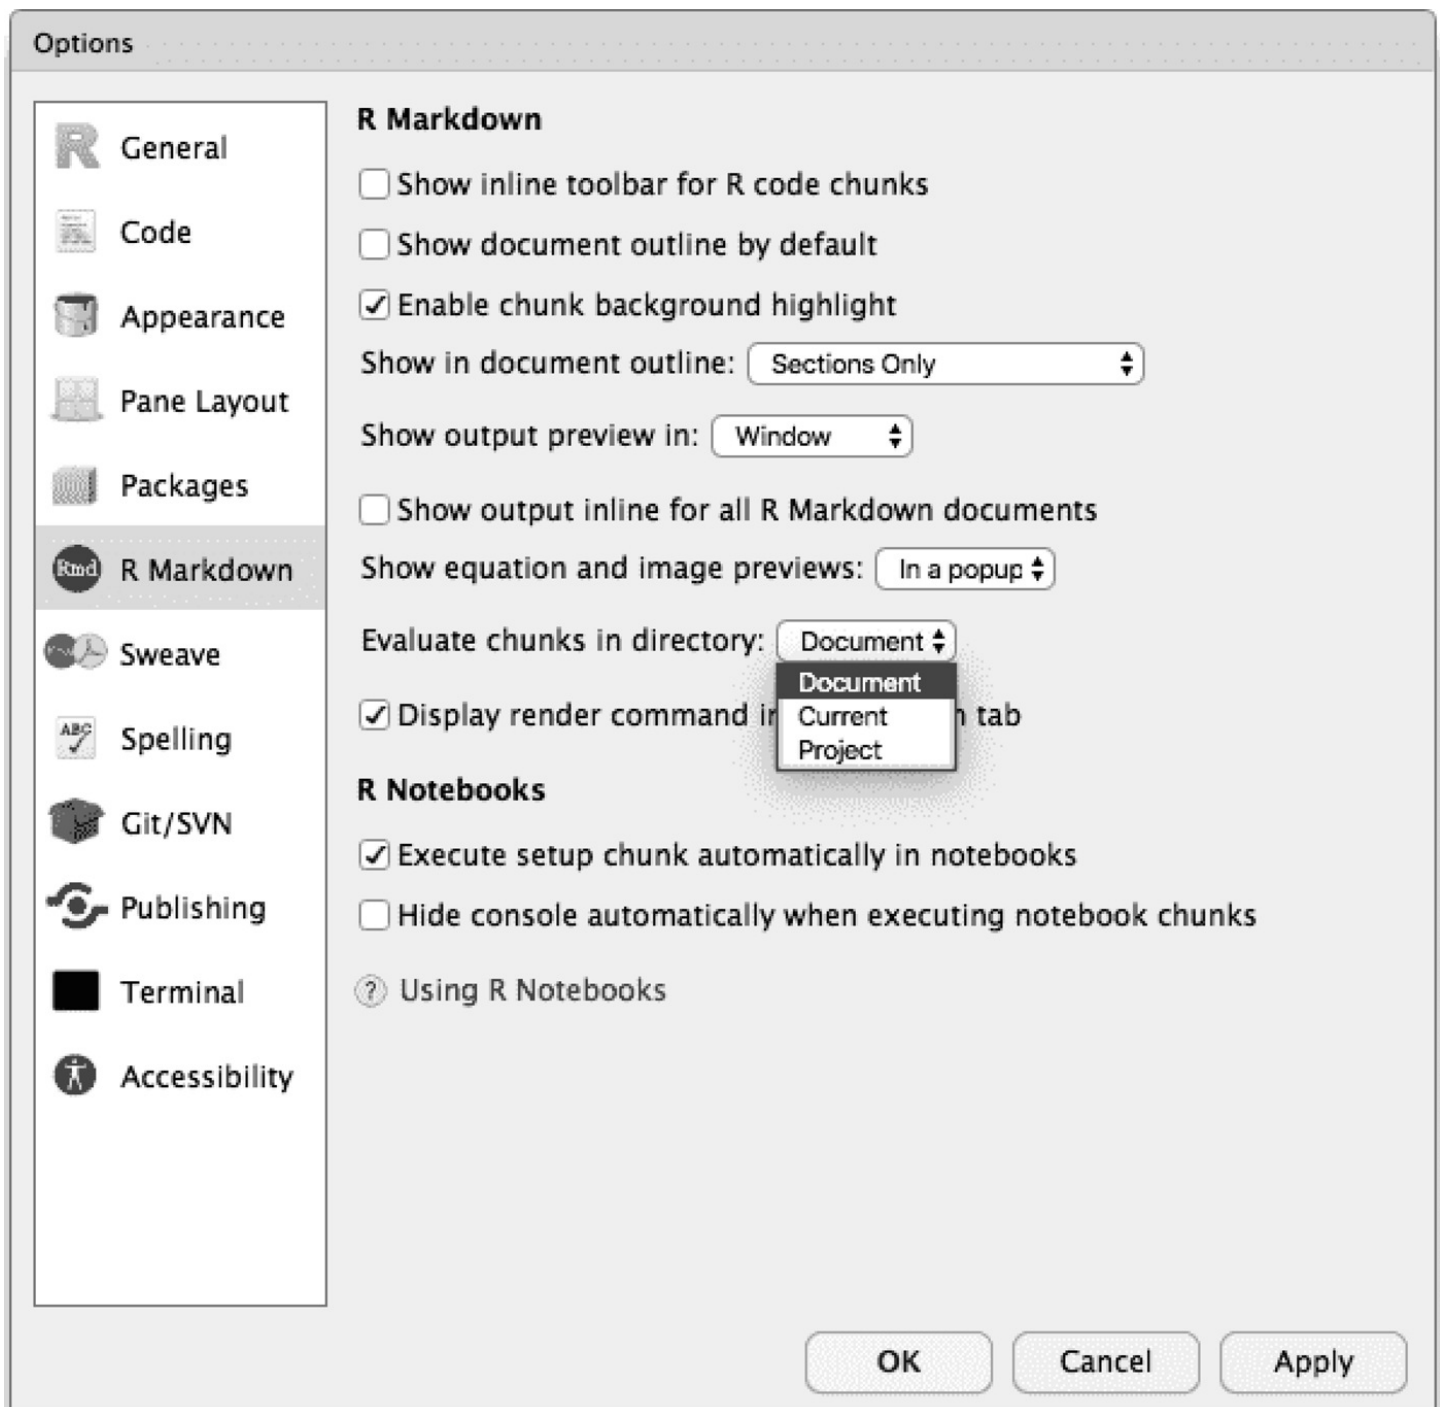 Options
General
Code
Appearance
Pane Layout
Packages
Rmd R Markdown
Sweave
ABC Spelling
Git/SVN
Publishing
Terminal
Accessibility
R Markdown
Show inline toolbar for R code chunks
Show document outline by default
Enable chunk background highlight
Show in document outline: Sections Only
Show output preview in: Window
Show output inline for all R Markdown documents
Show equation and image previews: In a popup
Evaluate chunks in directory: Document
Document
Current
Project
Display render command tab
R Notebooks
Execute setup chunk automatically in notebooks
Hide console automatically when executing notebook chunks
? Using R Notebooks
OK Cancel Apply